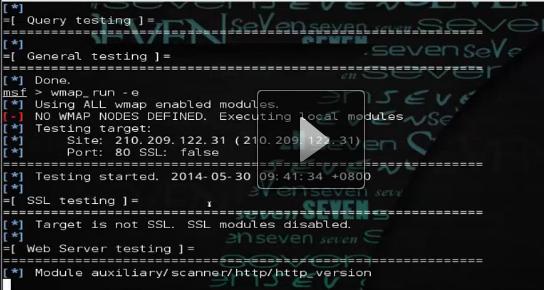 [*]
=[ Query testing ]=
============================================================
[*]
=[ General testing ]=
============================================================
[*] Done.
msf > wmap_run -e
[*] Using ALL wmap enabled modules.
[-] NO WMAP NODES DEFINED. Executing local modules
[*] Testing target:
[*]     Site: 210.209.122.31 (210.209.122.31)
[*]     Port: 80 SSL: false
============================================================
[*] Testing started. 2014-05-30 09:41:34 +0800
[*]
=[ SSL testing ]=
============================================================
[*] Target is not SSL. SSL modules disabled.
[*]
=[ Web Server testing ]=
============================================================
[*] Module auxiliary/scanner/http/http_version